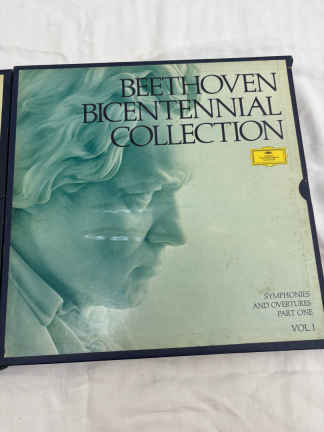 BEETHOVEN
BICENTENNIAL
COLLECTION
SYMPHONIES
AND OVERTURES
PART ONE
VOL. I